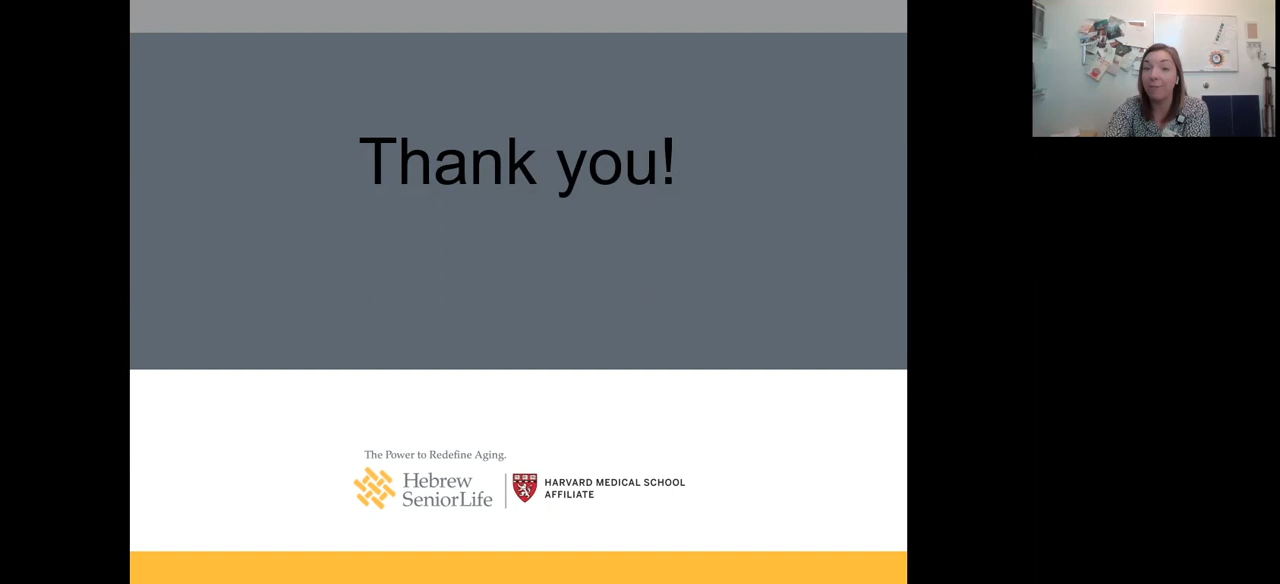 Thank you!
The Power to Redefine Aging.
Hebrew
SeniorLife
HARVARD MEDICAL SCHOOL
AFFILIATE